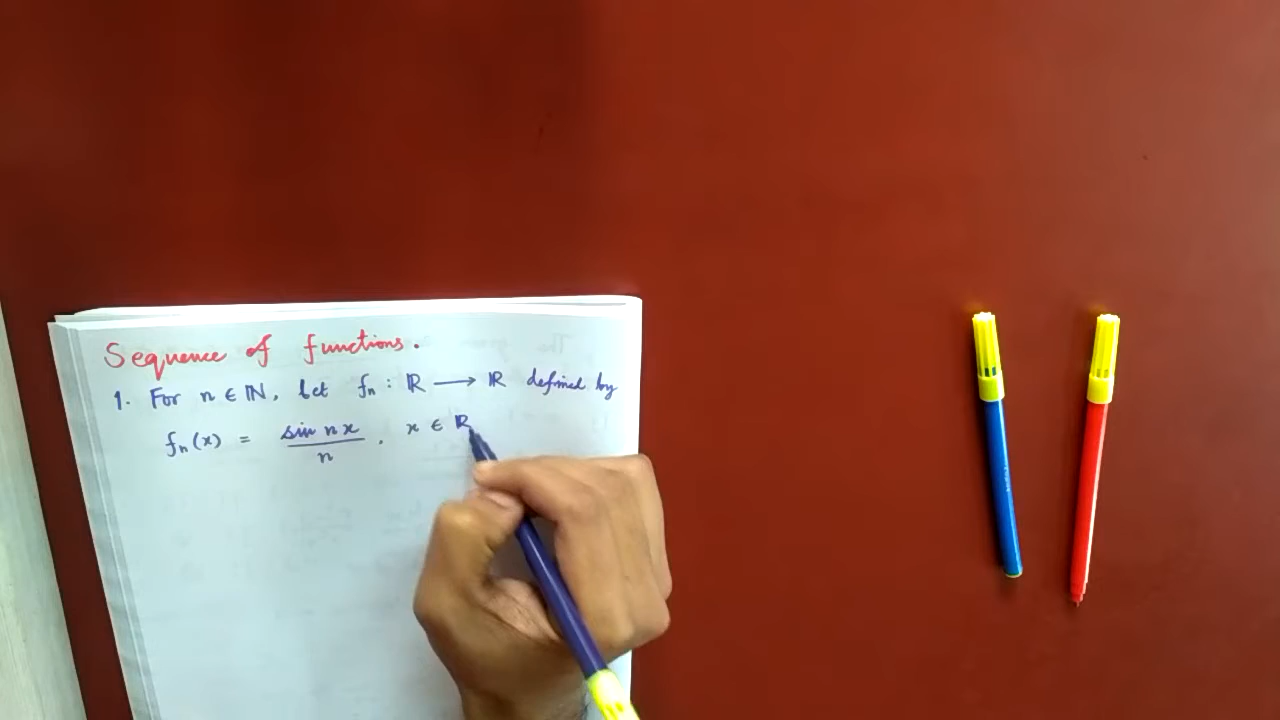 Sequence of functions.
1. For n ∈ ℕ, let fₙ : ℝ ⟶ ℝ defined by
fₙ(x) = sin nx / n , x ∈ ℝ